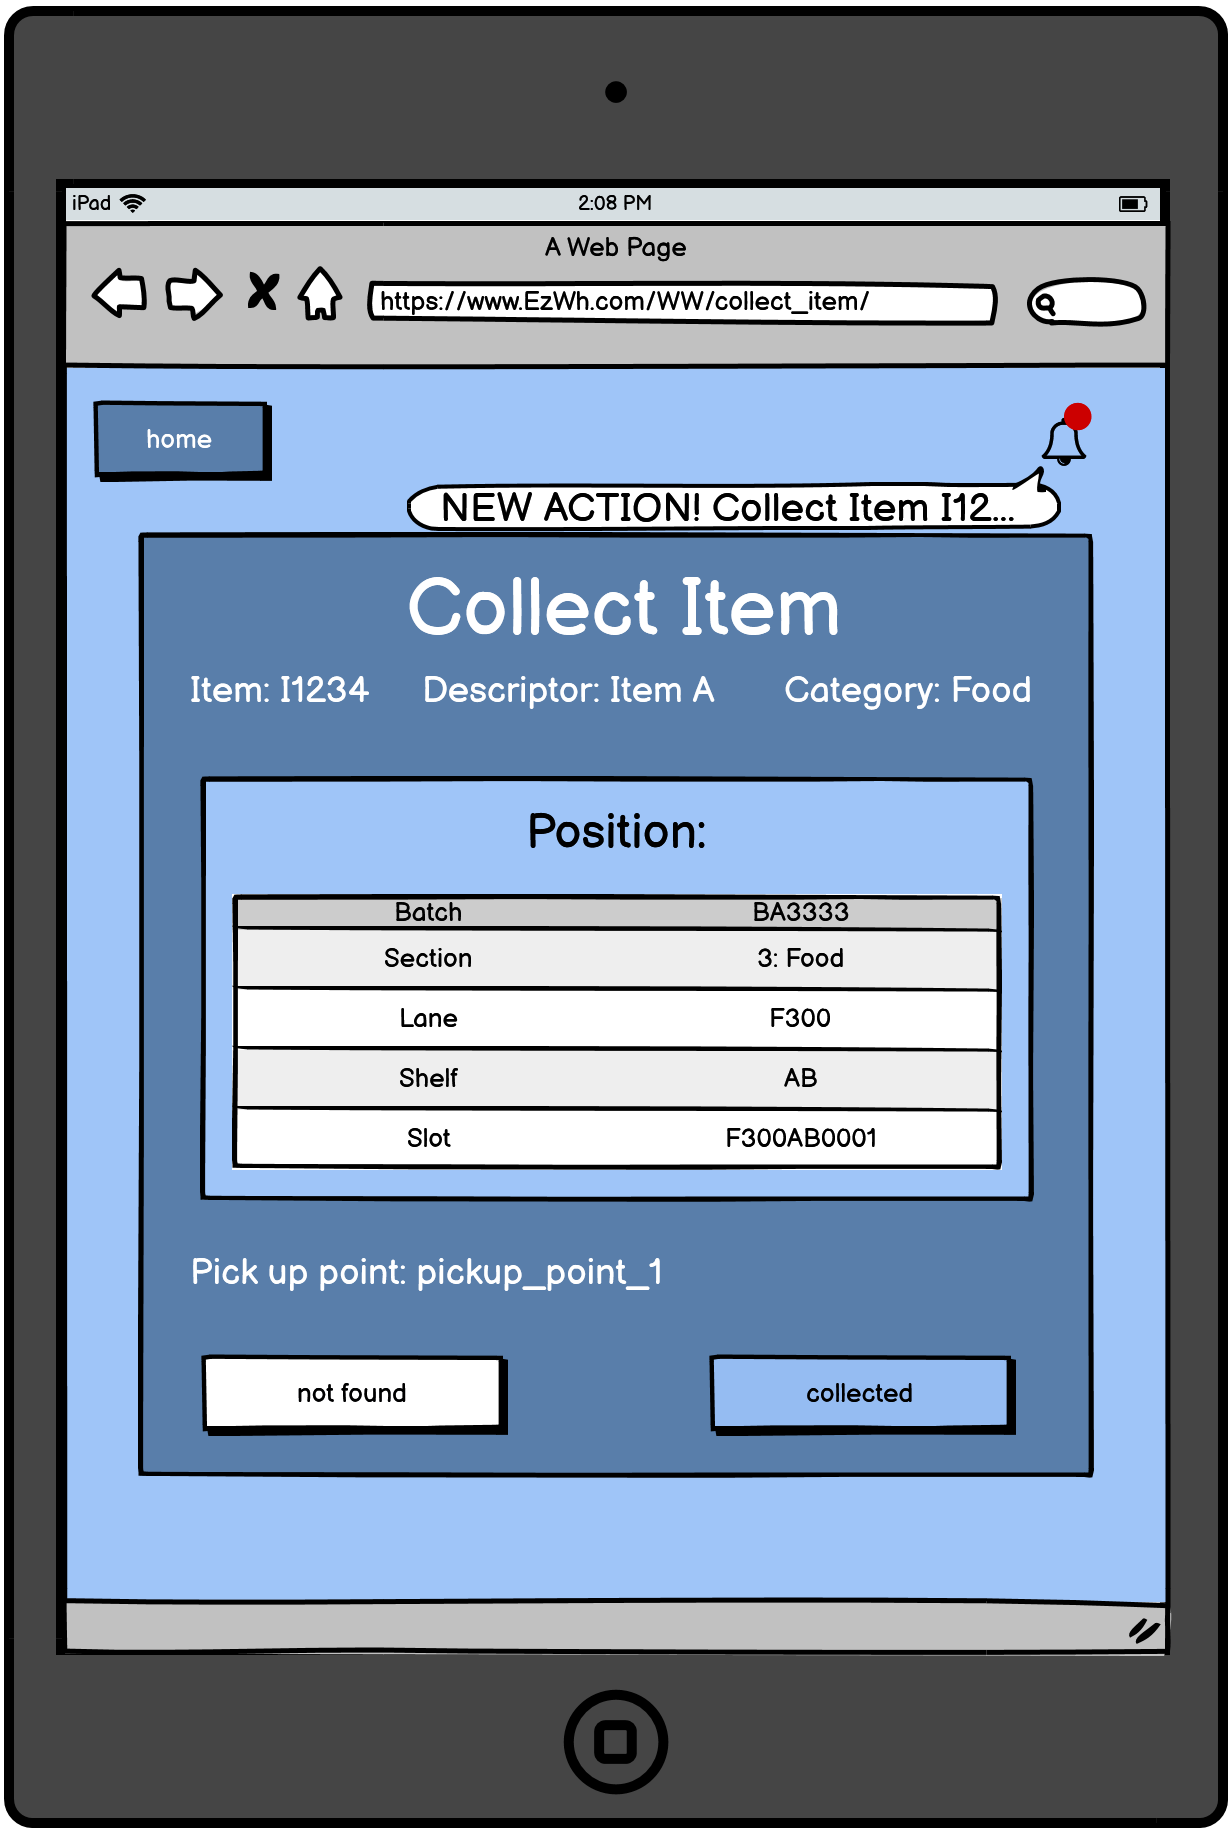 iPad 2:08 PM
A Web Page
https://www.EzWh.com/WW/collect_item/
home
NEW ACTION! Collect Item I12...
Collect Item
Item: I1234 Descriptor: Item A Category: Food
Position:
Batch BA3333
Section 3: Food
Lane F300
Shelf AB
Slot F300AB0001
Pick up point: pickup_point_1
not found collected